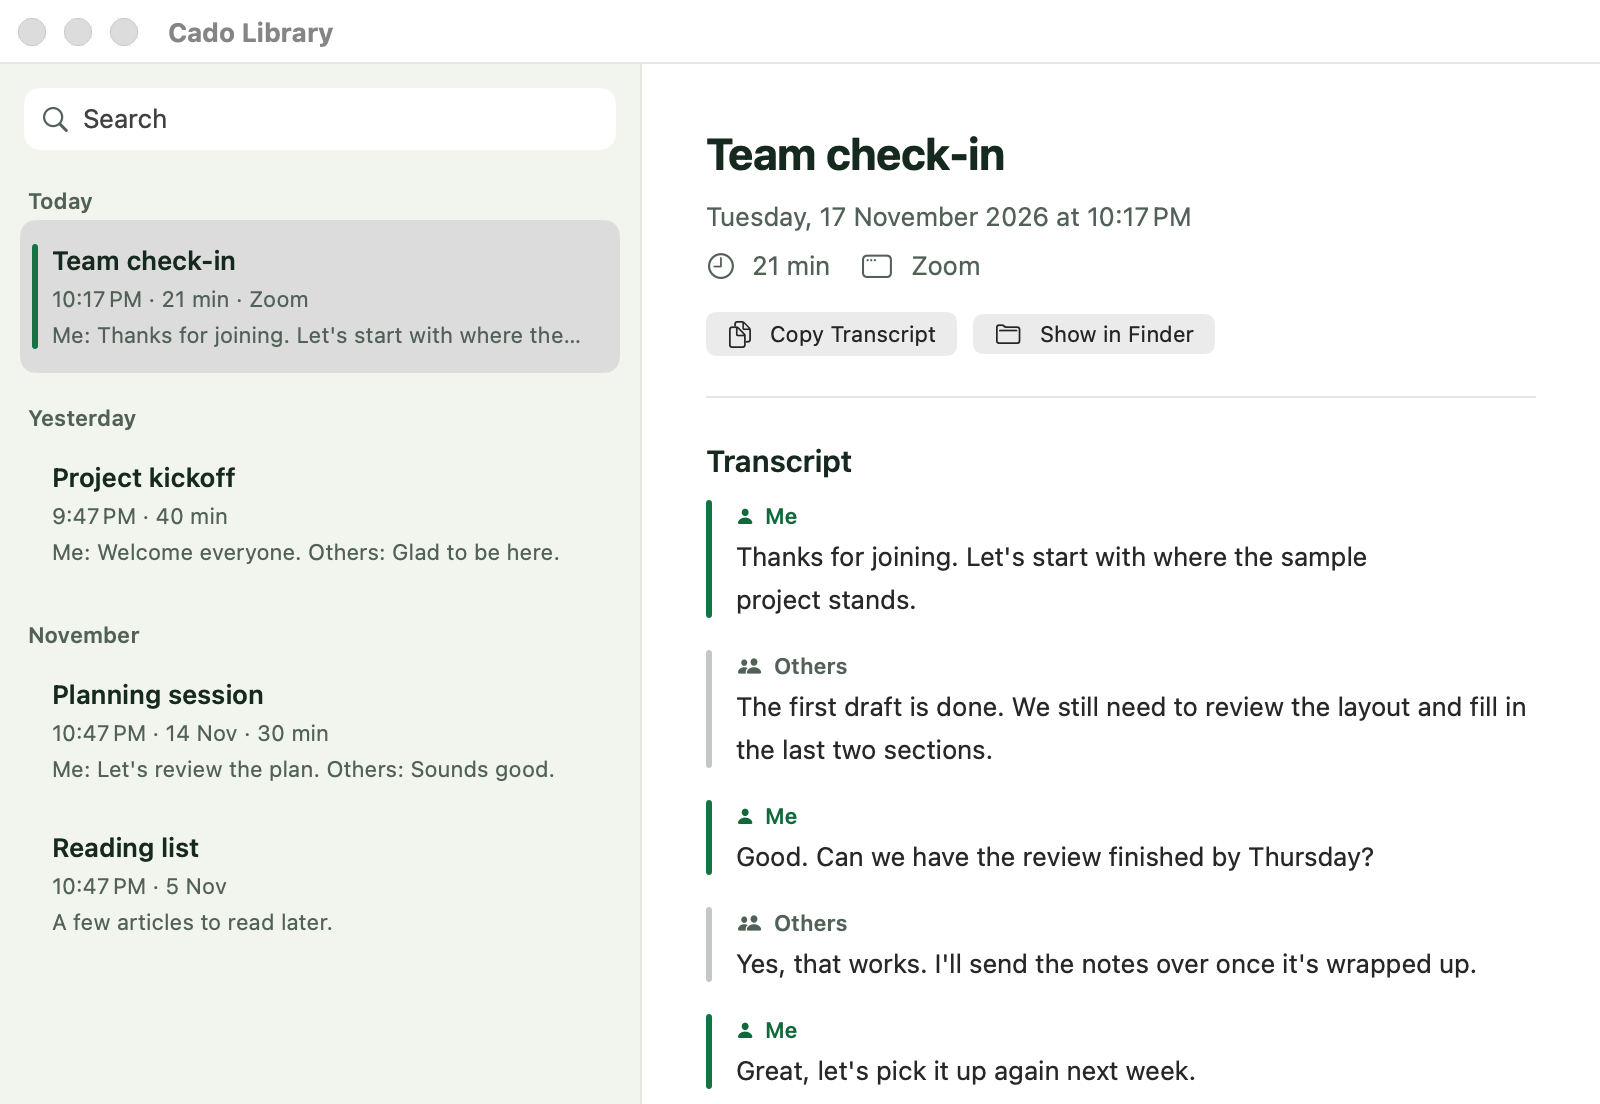 Cado Library
Search
Today
Team check-in
10:17 PM · 21 min · Zoom
Me: Thanks for joining. Let's start with where the...
Yesterday
Project kickoff
9:47 PM · 40 min
Me: Welcome everyone. Others: Glad to be here.
November
Planning session
10:47 PM · 14 Nov · 30 min
Me: Let's review the plan. Others: Sounds good.
Reading list
10:47 PM · 5 Nov
A few articles to read later.
Team check-in
Tuesday, 17 November 2026 at 10:17 PM
21 min Zoom
Copy Transcript Show in Finder
Transcript
Me
Thanks for joining. Let's start with where the sample
project stands.
Others
The first draft is done. We still need to review the layout and fill in
the last two sections.
Me
Good. Can we have the review finished by Thursday?
Others
Yes, that works. I'll send the notes over once it's wrapped up.
Me
Great, let's pick it up again next week.